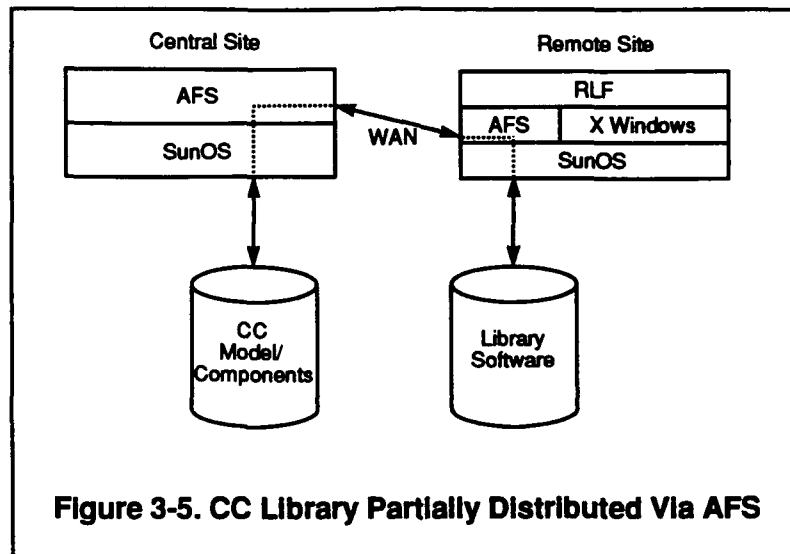 Central Site
Remote Site
AFS
SunOS
WAN
RLF
AFS
X Windows
SunOS
CC
Model/
Components
Library
Software
Figure 3-5. CC Library Partially Distributed Via AFS